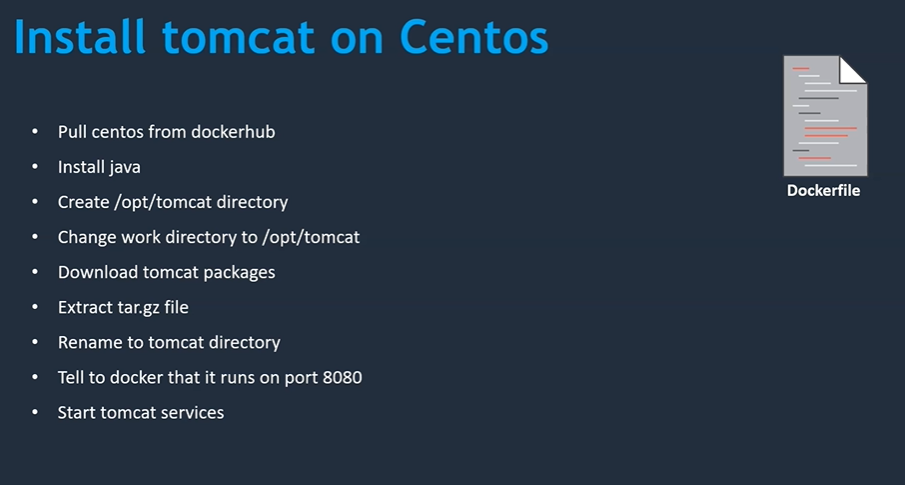 Install tomcat on Centos
• Pull centos from dockerhub
• Install java
• Create /opt/tomcat directory
• Change work directory to /opt/tomcat
• Download tomcat packages
• Extract tar.gz file
• Rename to tomcat directory
• Tell to docker that it runs on port 8080
• Start tomcat services
Dockerfile